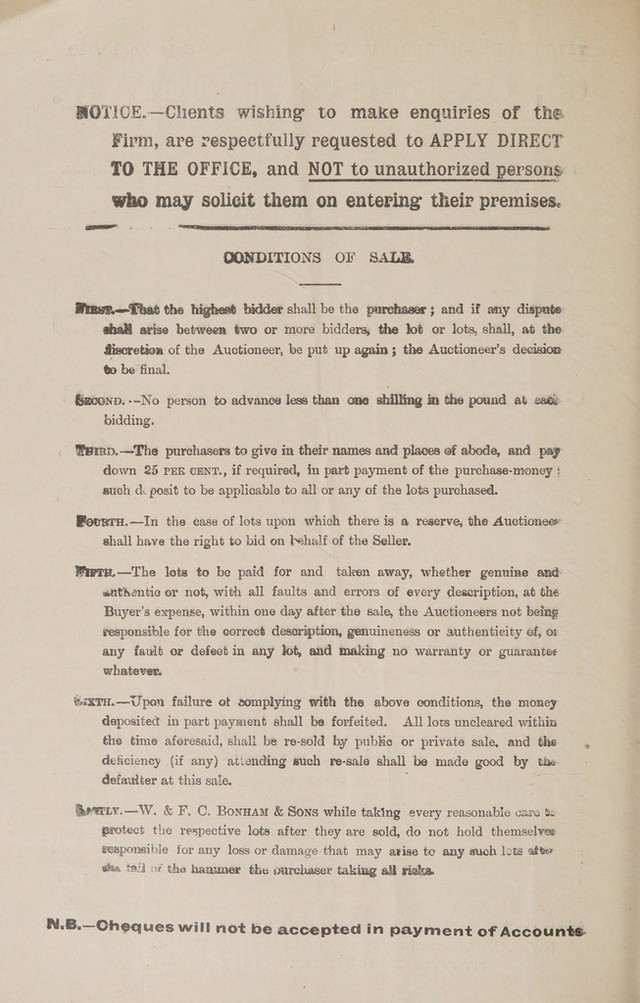 NOTICE.—Clients wishing to make enquiries of the
Firm, are respectfully requested to APPLY DIRECT
TO THE OFFICE, and NOT to unauthorized persons
who may solicit them on entering their premises.
CONDITIONS OF SALE.
FIRST.—That the highest bidder shall be the purchaser; and if any dispute
shall arise between two or more bidders, the lot or lots, shall, at the
discretion of the Auctioneer, be put up again; the Auctioneer's decision
to be final.
SECOND.—No person to advance less than one shilling in the pound at each
bidding.
THIRD.—The purchasers to give in their names and places of abode, and pay
down 25 PER CENT., if required, in part payment of the purchase-money;
such deposit to be applicable to all or any of the lots purchased.
FOURTH.—In the case of lots upon which there is a reserve, the Auctioneer
shall have the right to bid on behalf of the Seller.
FIFTH.—The lots to be paid for and taken away, whether genuine and
authentic or not, with all faults and errors of every description, at the
Buyer's expense, within one day after the sale, the Auctioneers not being
responsible for the correct description, genuineness or authenticity of, or
any fault or defect in any lot, and making no warranty or guarantee
whatever.
SIXTH.—Upon failure of complying with the above conditions, the money
deposited in part payment shall be forfeited. All lots uncleared within
the time aforesaid, shall be re-sold by public or private sale, and the
deficiency (if any) attending such re-sale shall be made good by the
defaulter at this sale.
LASTLY.—W. & F. C. BONHAM & SONS while taking every reasonable care to
protect the respective lots after they are sold, do not hold themselves
responsible for any loss or damage that may arise to any such lots after
the fall of the hammer the purchaser taking all risks.
N.B.—Cheques will not be accepted in payment of Accounts